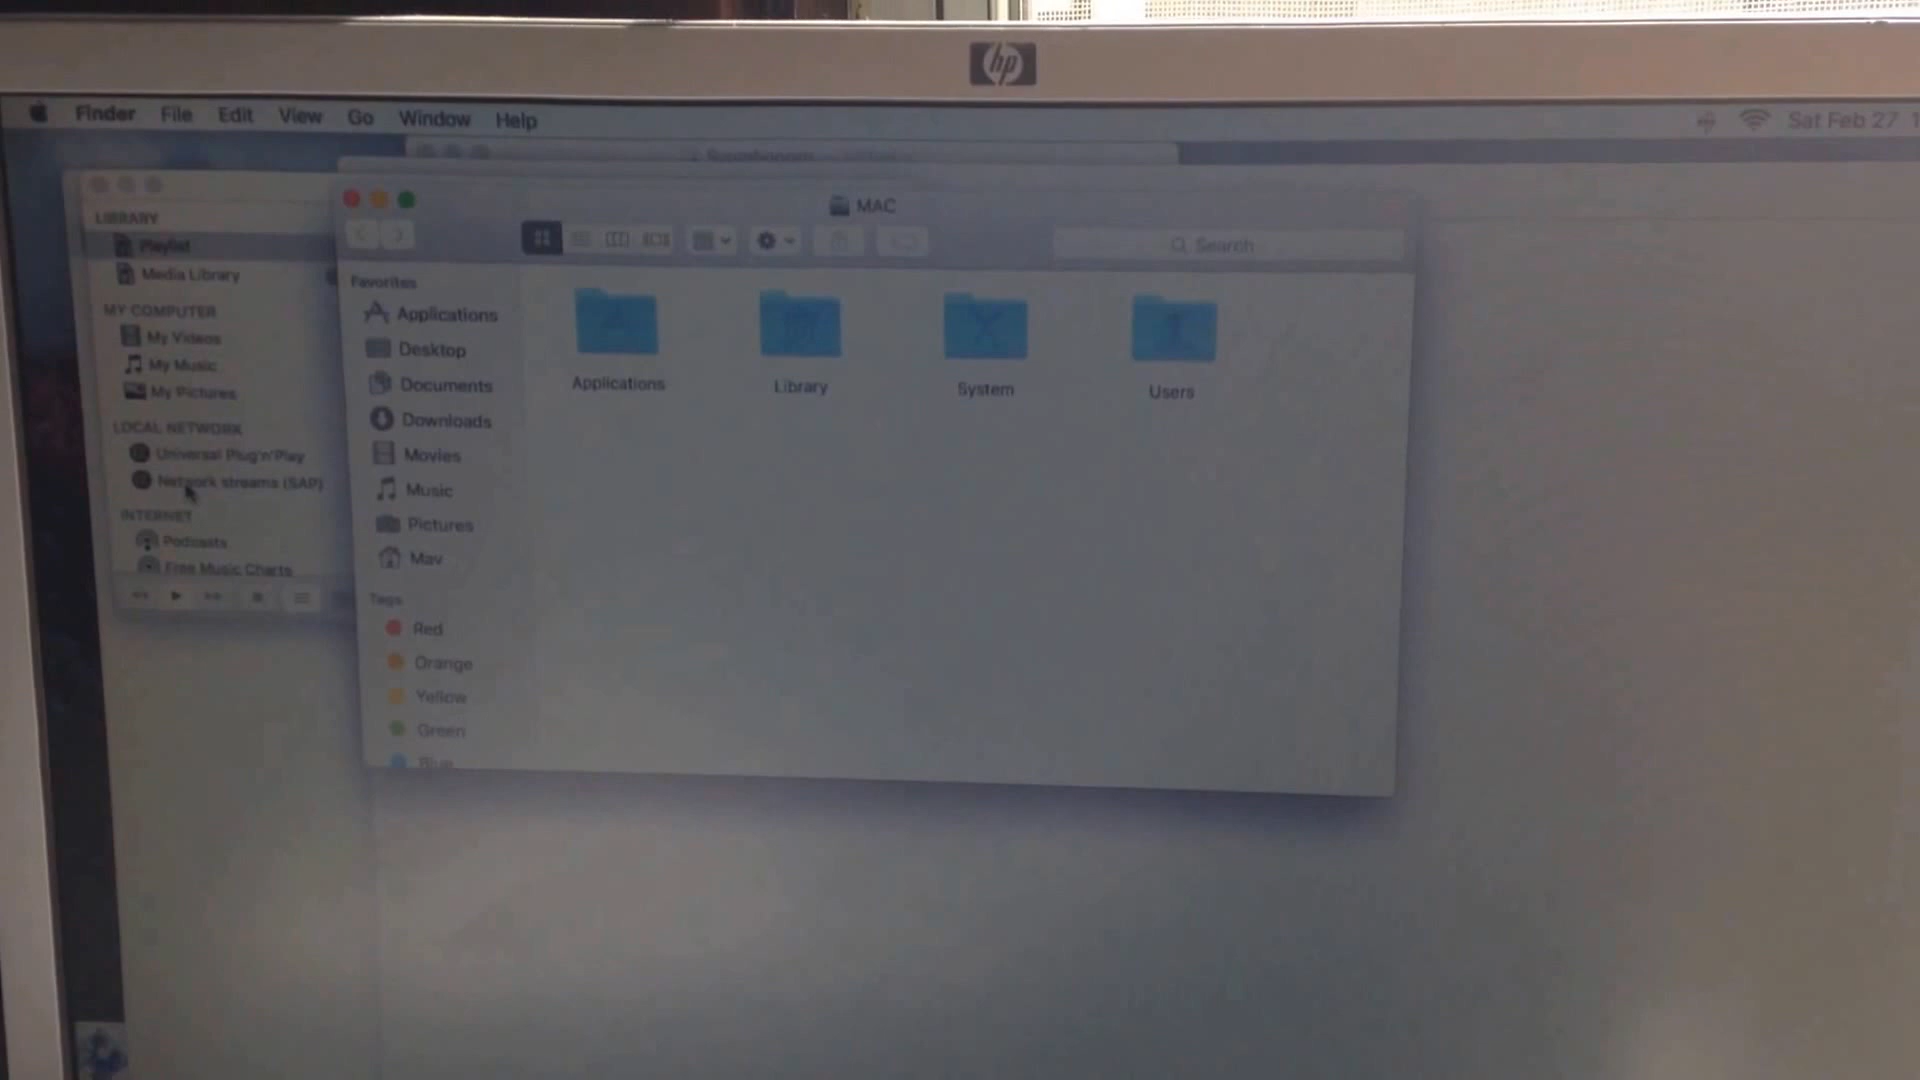 hp
Finder File Edit View Go Window Help
Sat Feb 27 1
LIBRARY
Playlist
Media Library
MY COMPUTER
My Videos
My Music
My Pictures
LOCAL NETWORK
Universal Plug'n'Play
Network streams (SAP)
INTERNET
Podcasts
Free Music Charts
MAC
Search
Favorites
Applications
Desktop
Documents
Downloads
Movies
Music
Pictures
Mav
Tags
Red
Orange
Yellow
Green
Blue
Applications
Library
System
Users